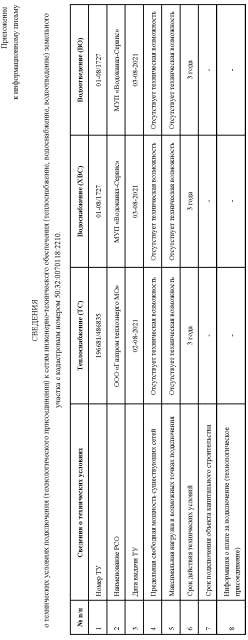 Приложение
к информационному письму
СВЕДЕНИЯ
о технических условиях подключения (технологического присоединения) к сетям инженерно-технического обеспечения (теплоснабжение, водоснабжение, водоотведение) земельного
участка с кадастровым номером 50:32:0070118:2210.
№ п/п Сведения о технических условиях Теплоснабжение (ТС) Водоснабжение (ХВС) Водоотведение (ВО)
1 Номер ТУ 196681/486835 01-08/1727 01-08/1727
2 Наименование РСО ООО «Газпром теплоэнерго МО» МУП «Водоканал-Сервис» МУП «Водоканал-Сервис»
3 Дата выдачи ТУ 02-08-2021 03-08-2021 03-08-2021
4 Предельная свободная мощность существующих сетей Отсутствует техническая возможность Отсутствует техническая возможность Отсутствует техническая возможность
5 Максимальная нагрузка в возможных точках подключения Отсутствует техническая возможность Отсутствует техническая возможность Отсутствует техническая возможность
6 Срок действия технических условий 3 года 3 года 3 года
7 Срок подключения объекта капитального строительства - - -
8 Информация о плате за подключение (технологическое
присоединение) - - -